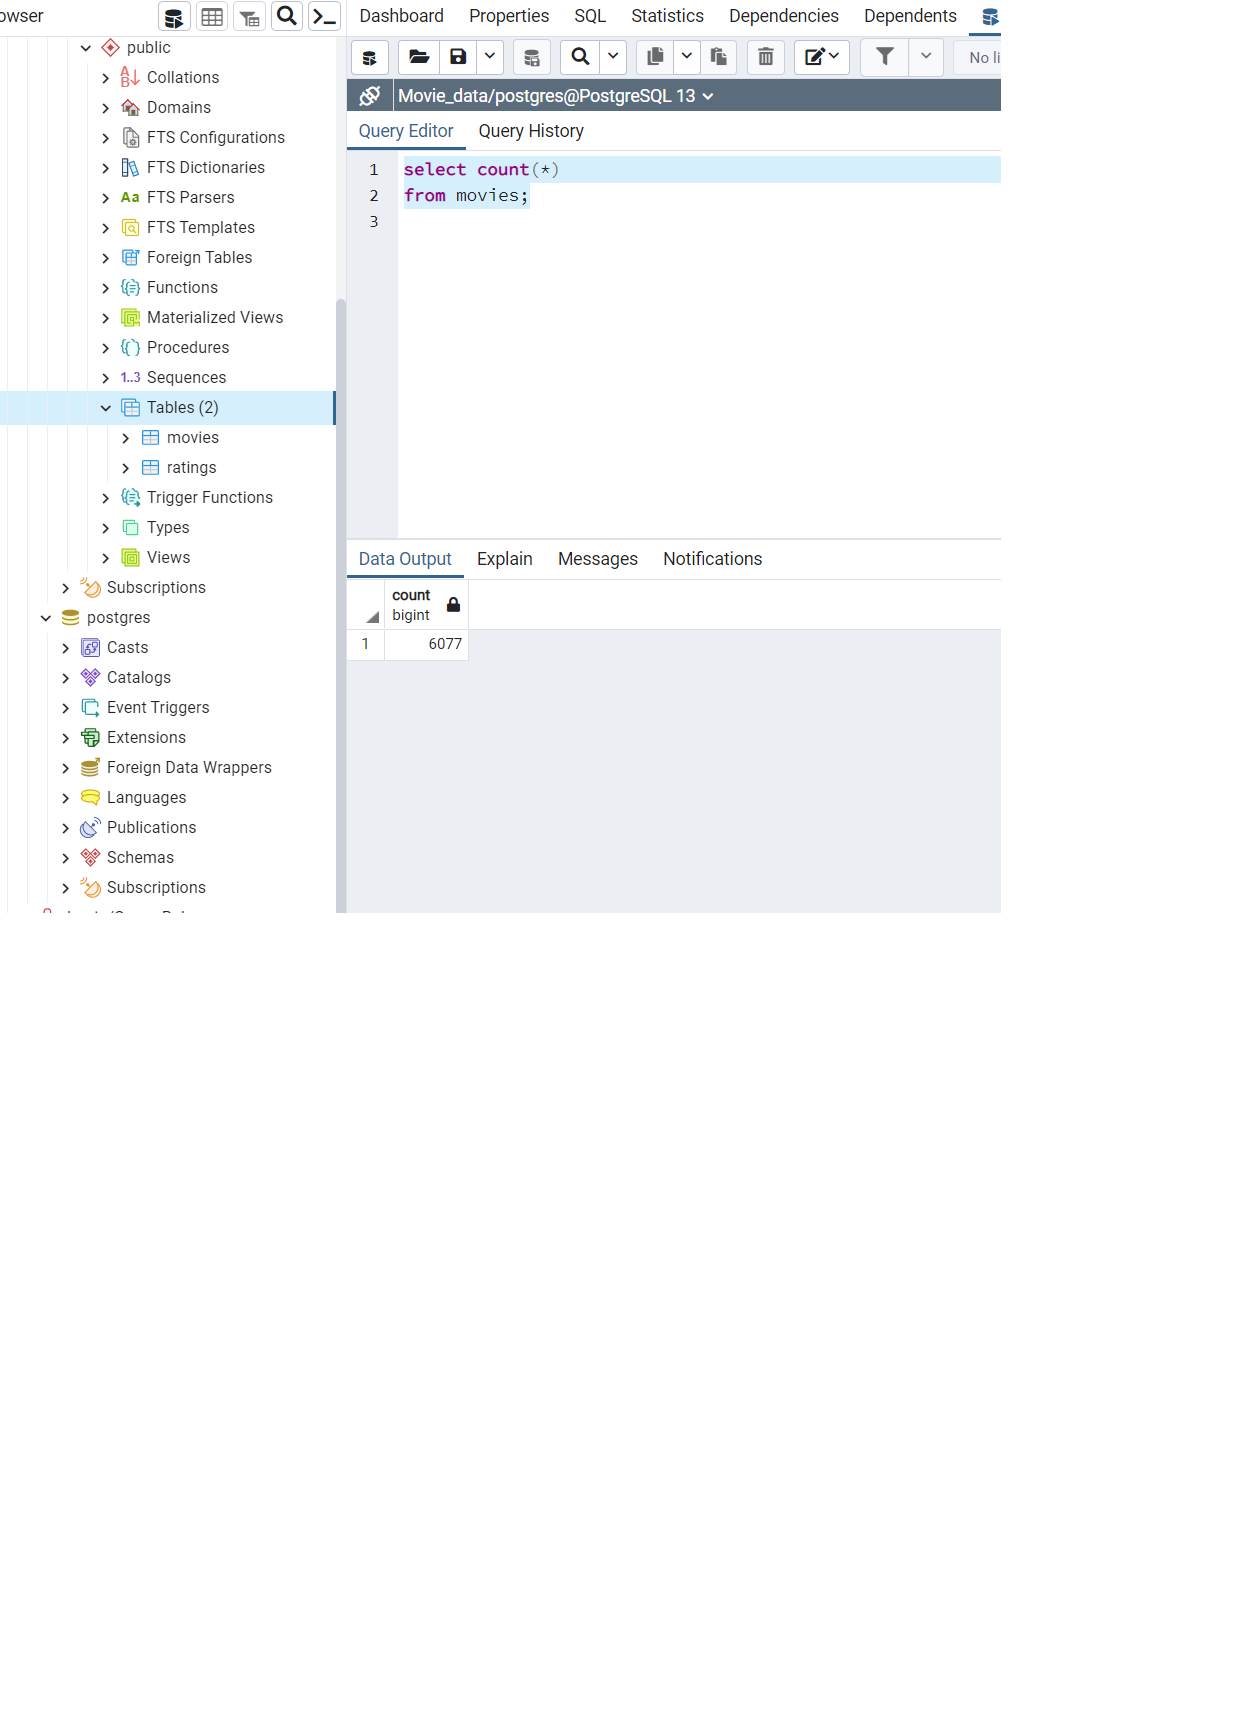 owser
Dashboard Properties SQL Statistics Dependencies Dependents
public
Collations
Domains
FTS Configurations
FTS Dictionaries
Aa FTS Parsers
FTS Templates
Foreign Tables
Functions
Materialized Views
Procedures
1..3 Sequences
Tables (2)
movies
ratings
Trigger Functions
Types
Views
Subscriptions
postgres
Casts
Catalogs
Event Triggers
Extensions
Foreign Data Wrappers
Languages
Publications
Schemas
Subscriptions
No li
Movie_data/postgres@PostgreSQL 13
Query Editor Query History
1 select count(*)
2 from movies;
3
Data Output Explain Messages Notifications
count
bigint
1 6077